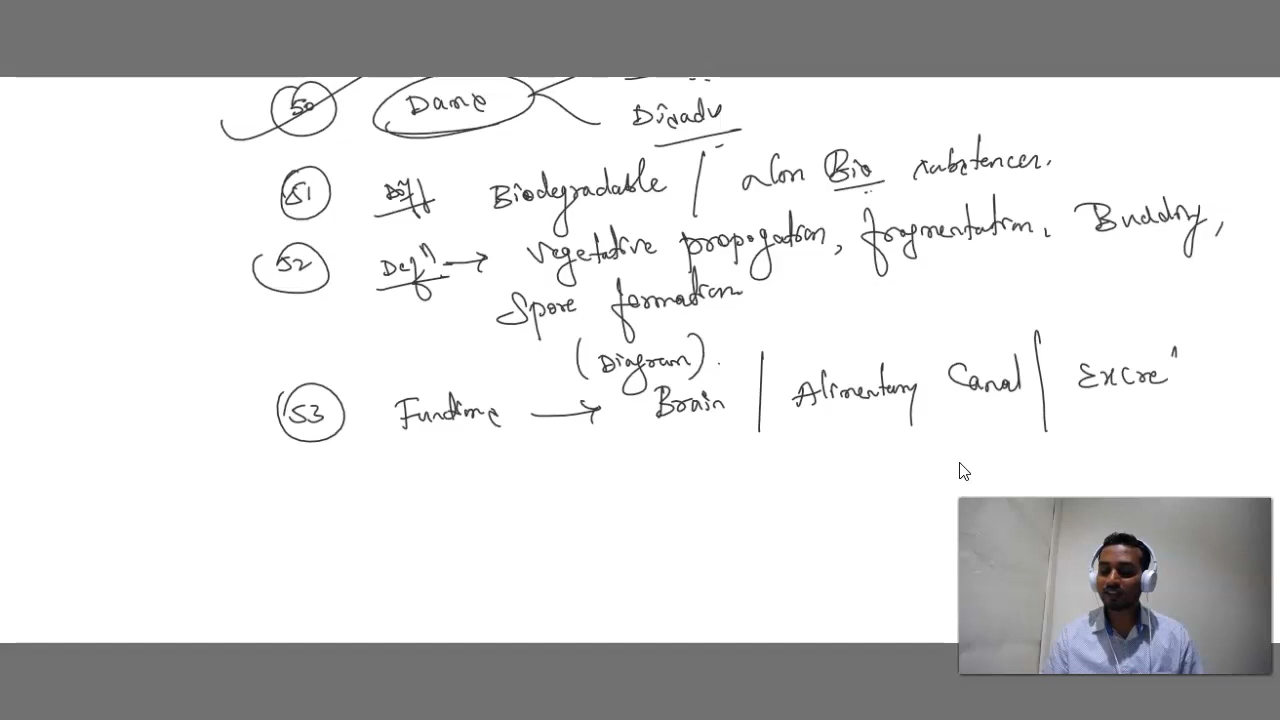 50 Dams Disadv
51 Diff Biodegradable / Non Bio substances.
52 Defn → Vegetative propogation, fragmentation, Budding,
Spore formation
(Diagram).
53 Functions → Brain | Alimentary Canal | Excre